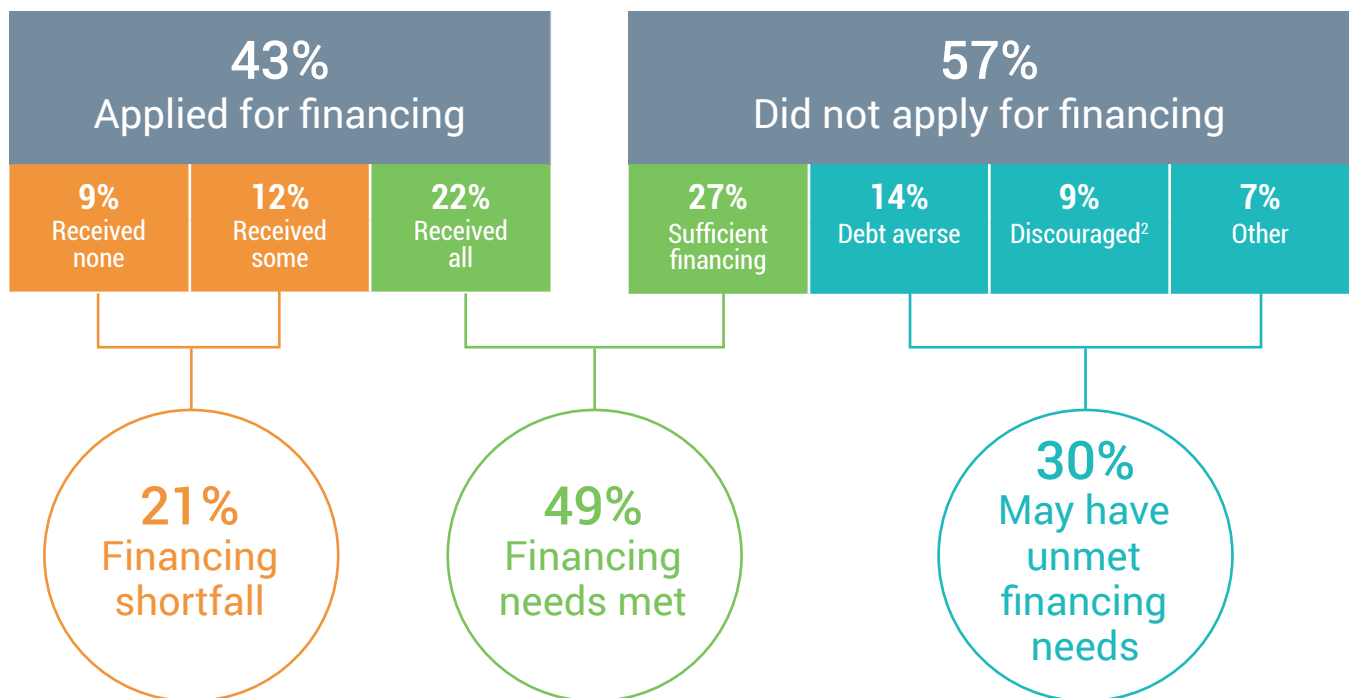 43%
Applied for financing
57%
Did not apply for financing
9%
Received
none
12%
Received
some
22%
Received
all
27%
Sufficient
financing
14%
Debt averse
9%
Discouraged²
7%
Other
21%
Financing
shortfall
49%
Financing
needs met
30%
May have
unmet
financing
needs